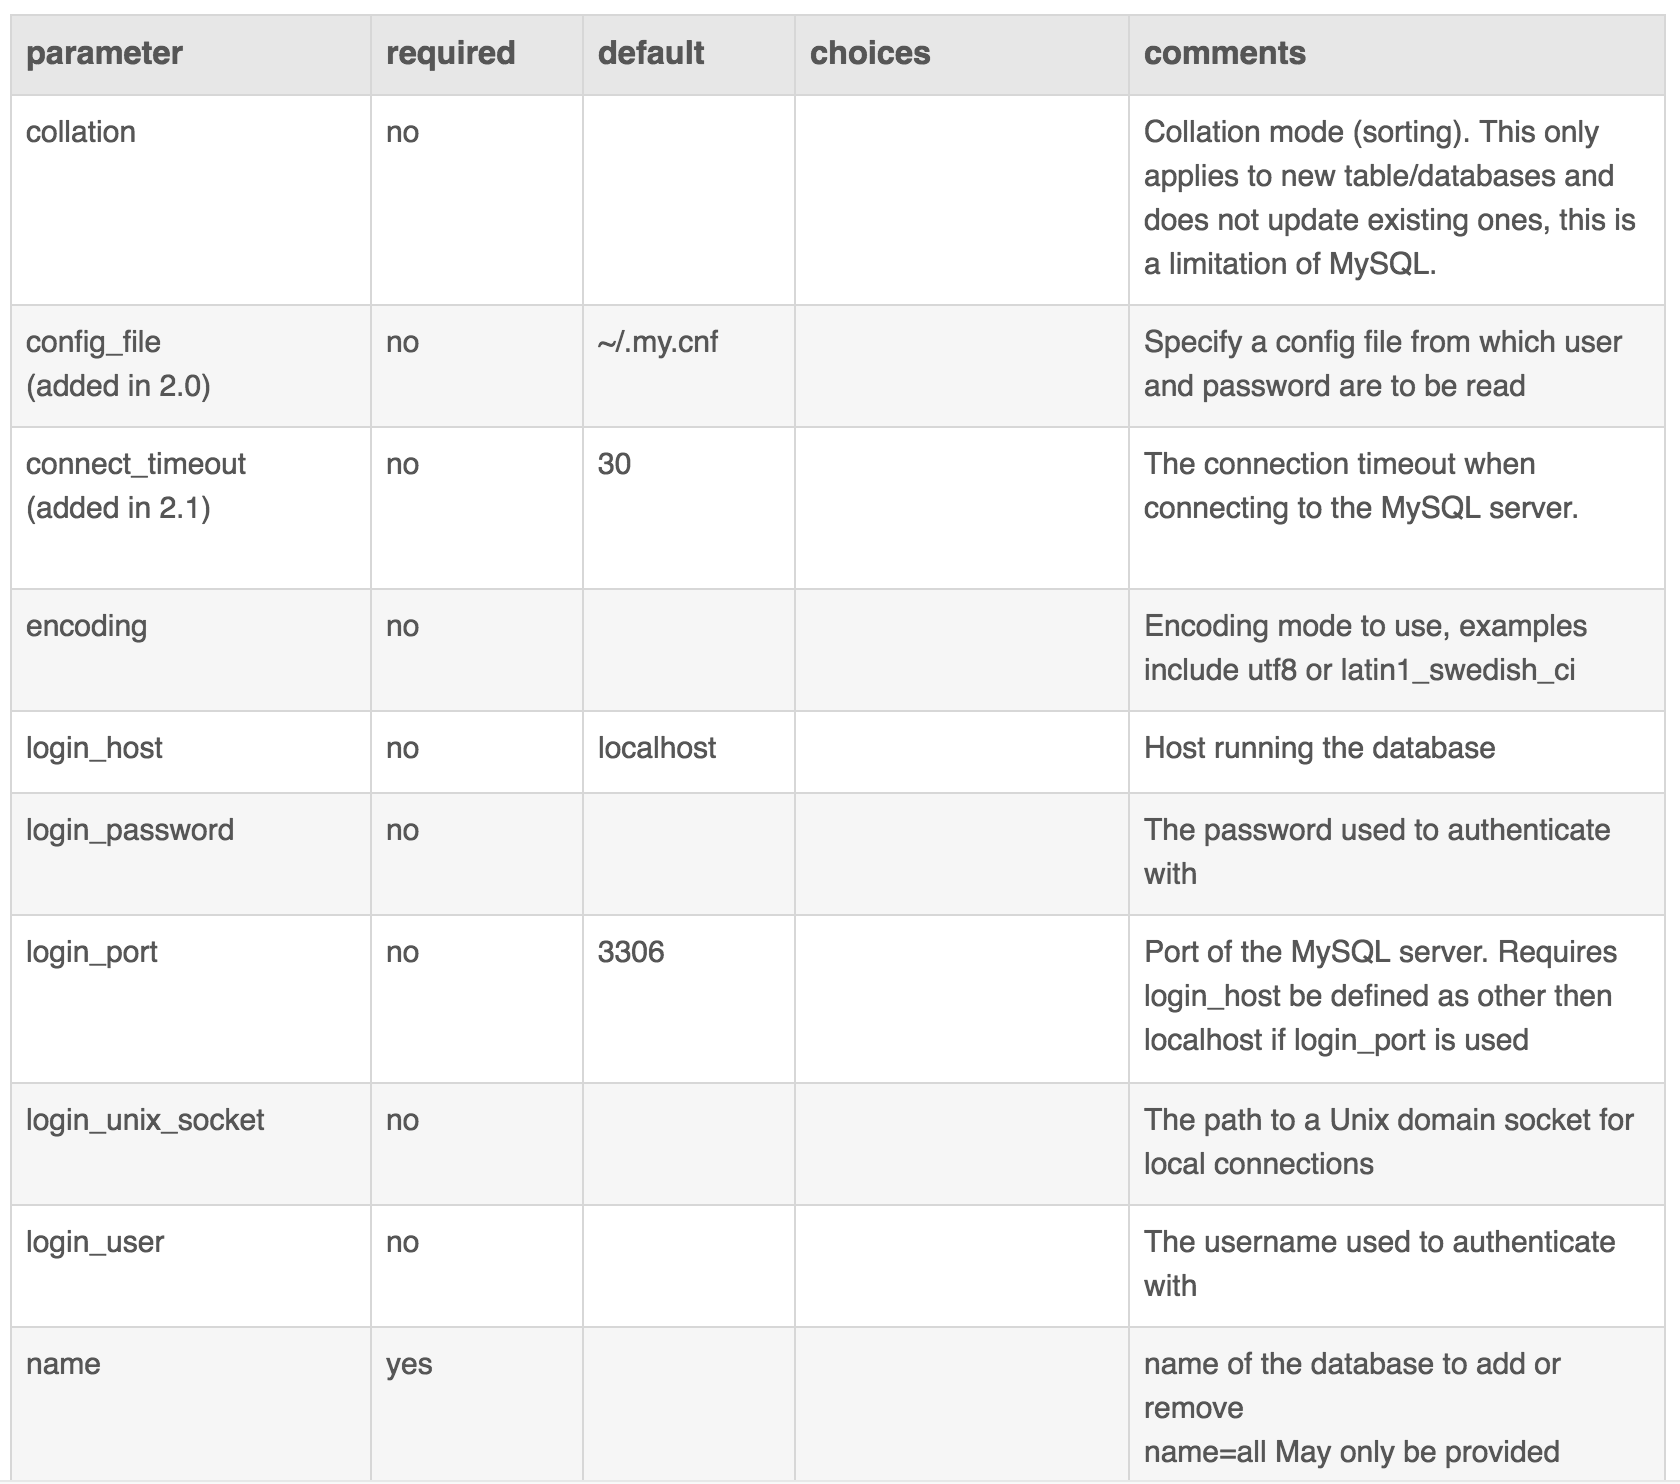 parameter required default choices comments
collation no Collation mode (sorting). This only
applies to new table/databases and
does not update existing ones, this is
a limitation of MySQL.
config_file no ~/.my.cnf Specify a config file from which user
(added in 2.0) and password are to be read
connect_timeout no 30 The connection timeout when
(added in 2.1) connecting to the MySQL server.
encoding no Encoding mode to use, examples
include utf8 or latin1_swedish_ci
login_host no localhost Host running the database
login_password no The password used to authenticate
with
login_port no 3306 Port of the MySQL server. Requires
login_host be defined as other then
localhost if login_port is used
login_unix_socket no The path to a Unix domain socket for
local connections
login_user no The username used to authenticate
with
name yes name of the database to add or
remove
name=all May only be provided